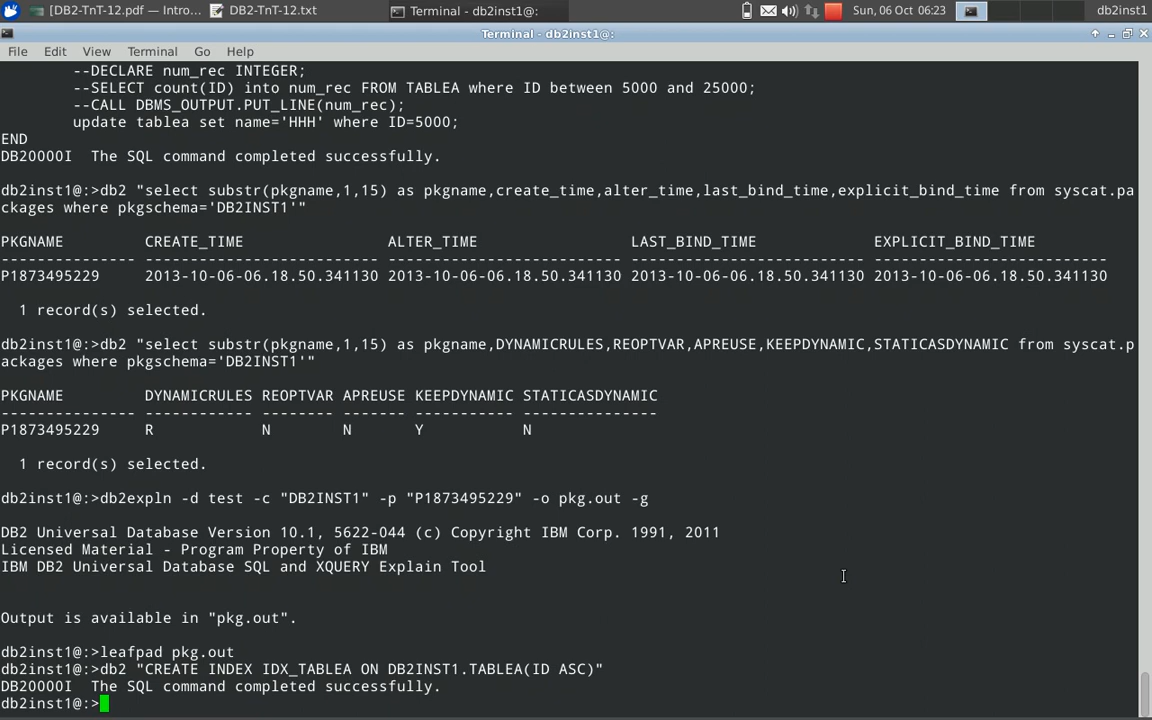 [DB2-TnT-12.pdf — Intro...
DB2-TnT-12.txt
Terminal - db2inst1@:
Sun, 06 Oct 06:23
db2inst1
Terminal - db2inst1@:
File Edit View Terminal Go Help
--DECLARE num_rec INTEGER;
--SELECT count(ID) into num_rec FROM TABLEA where ID between 5000 and 25000;
--CALL DBMS_OUTPUT.PUT_LINE(num_rec);
update tablea set name='HHH' where ID=5000;
END
DB20000I  The SQL command completed successfully.
db2inst1@:>db2 "select substr(pkgname,1,15) as pkgname,create_time,alter_time,last_bind_time,explicit_bind_time from syscat.pa
ckages where pkgschema='DB2INST1'"
PKGNAME         CREATE_TIME                ALTER_TIME                 LAST_BIND_TIME             EXPLICIT_BIND_TIME
--------------- -------------------------- -------------------------- -------------------------- --------------------------
P1873495229     2013-10-06-06.18.50.341130 2013-10-06-06.18.50.341130 2013-10-06-06.18.50.341130 2013-10-06-06.18.50.341130
1 record(s) selected.
db2inst1@:>db2 "select substr(pkgname,1,15) as pkgname,DYNAMICRULES,REOPTVAR,APREUSE,KEEPDYNAMIC,STATICASDYNAMIC from syscat.p
ackages where pkgschema='DB2INST1'"
PKGNAME         DYNAMICRULES REOPTVAR APREUSE KEEPDYNAMIC STATICASDYNAMIC
--------------- ------------ -------- ------- ----------- ---------------
P1873495229     R            N        N       Y           N
1 record(s) selected.
db2inst1@:>db2expln -d test -c "DB2INST1" -p "P1873495229" -o pkg.out -g
DB2 Universal Database Version 10.1, 5622-044 (c) Copyright IBM Corp. 1991, 2011
Licensed Material - Program Property of IBM
IBM DB2 Universal Database SQL and XQUERY Explain Tool
Output is available in "pkg.out".
db2inst1@:>leafpad pkg.out
db2inst1@:>db2 "CREATE INDEX IDX_TABLEA ON DB2INST1.TABLEA(ID ASC)"
DB20000I  The SQL command completed successfully.
db2inst1@:>